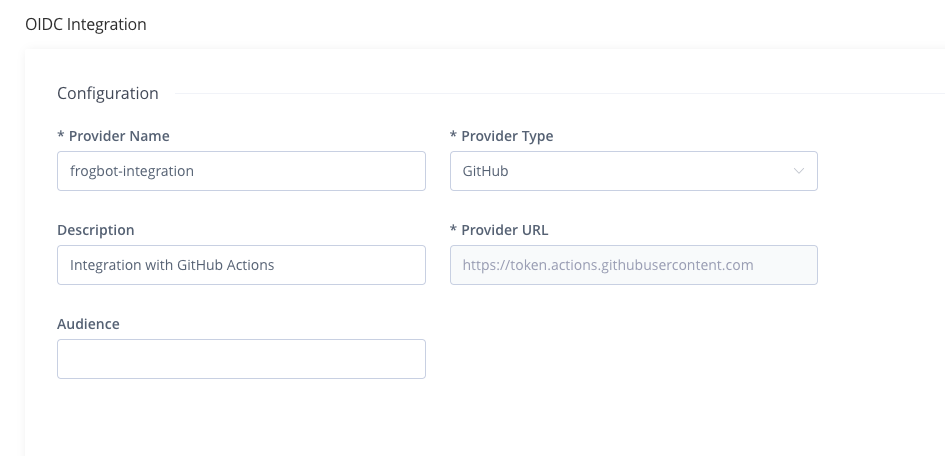 OIDC Integration
Configuration
* Provider Name
* Provider Type
frogbot-integration
GitHub
Description
* Provider URL
Integration with GitHub Actions
https://token.actions.githubusercontent.com
Audience